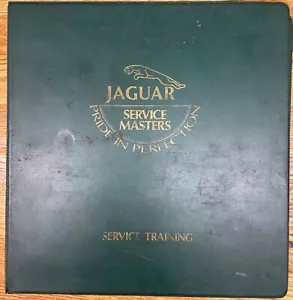 JAGUAR
SERVICE
MASTERS
PRIDE IN PERFECTION
SERVICE TRAINING